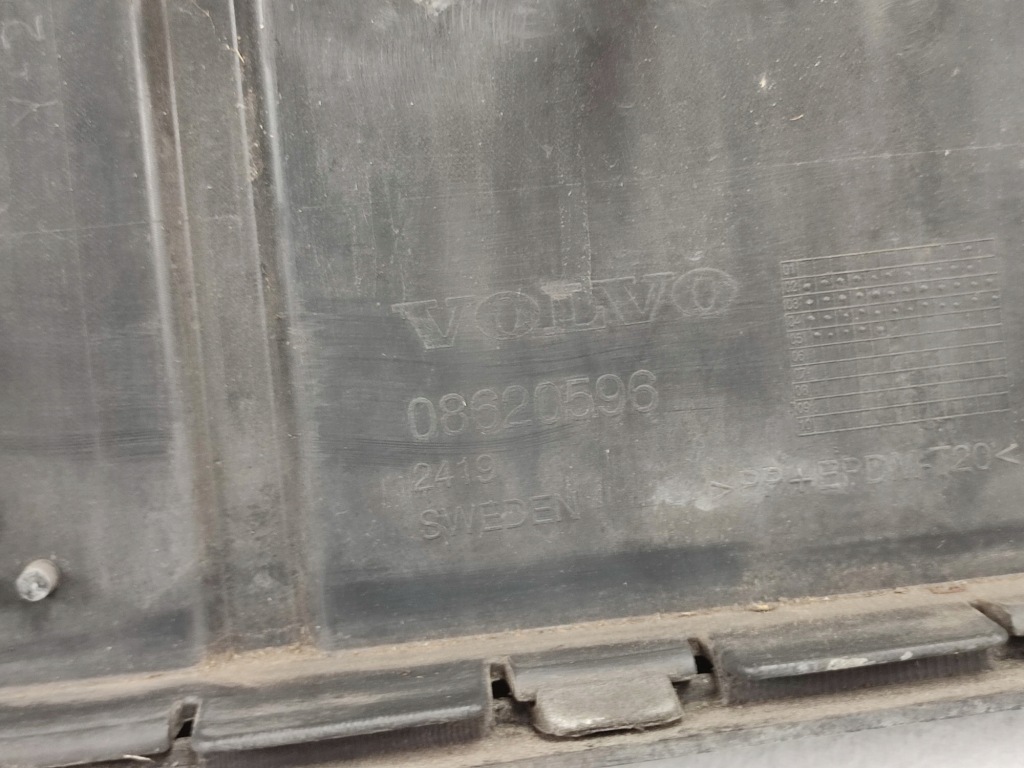 VOLVO
08620596
2419
SWEDEN
>PP+EPDM-T20<